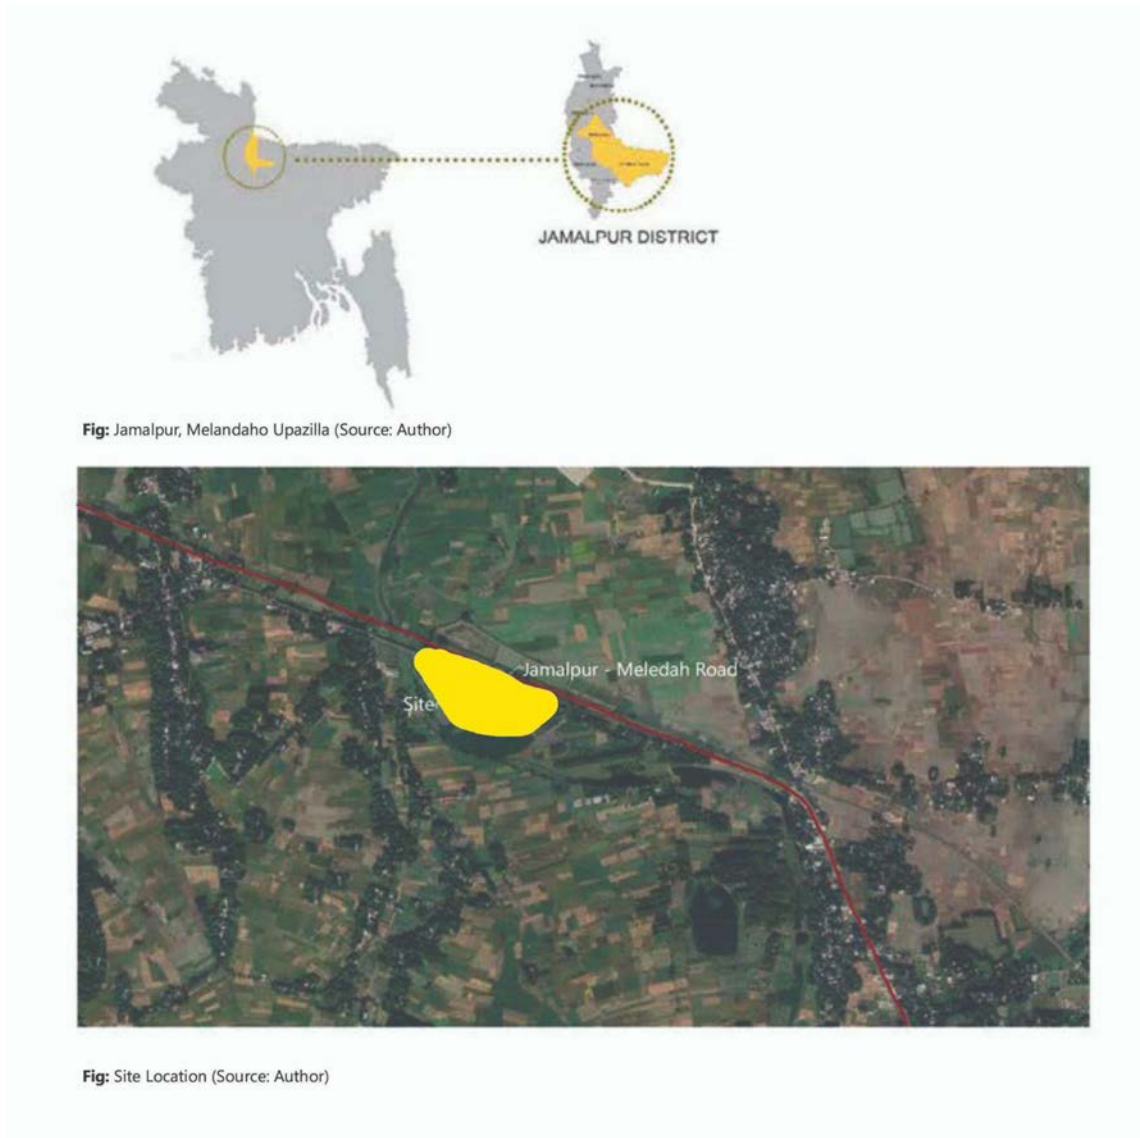 JAMALPUR DISTRICT
Fig: Jamalpur, Melandaho Upazilla (Source: Author)
Jamalpur - Meledah Road
Site
Fig: Site Location (Source: Author)